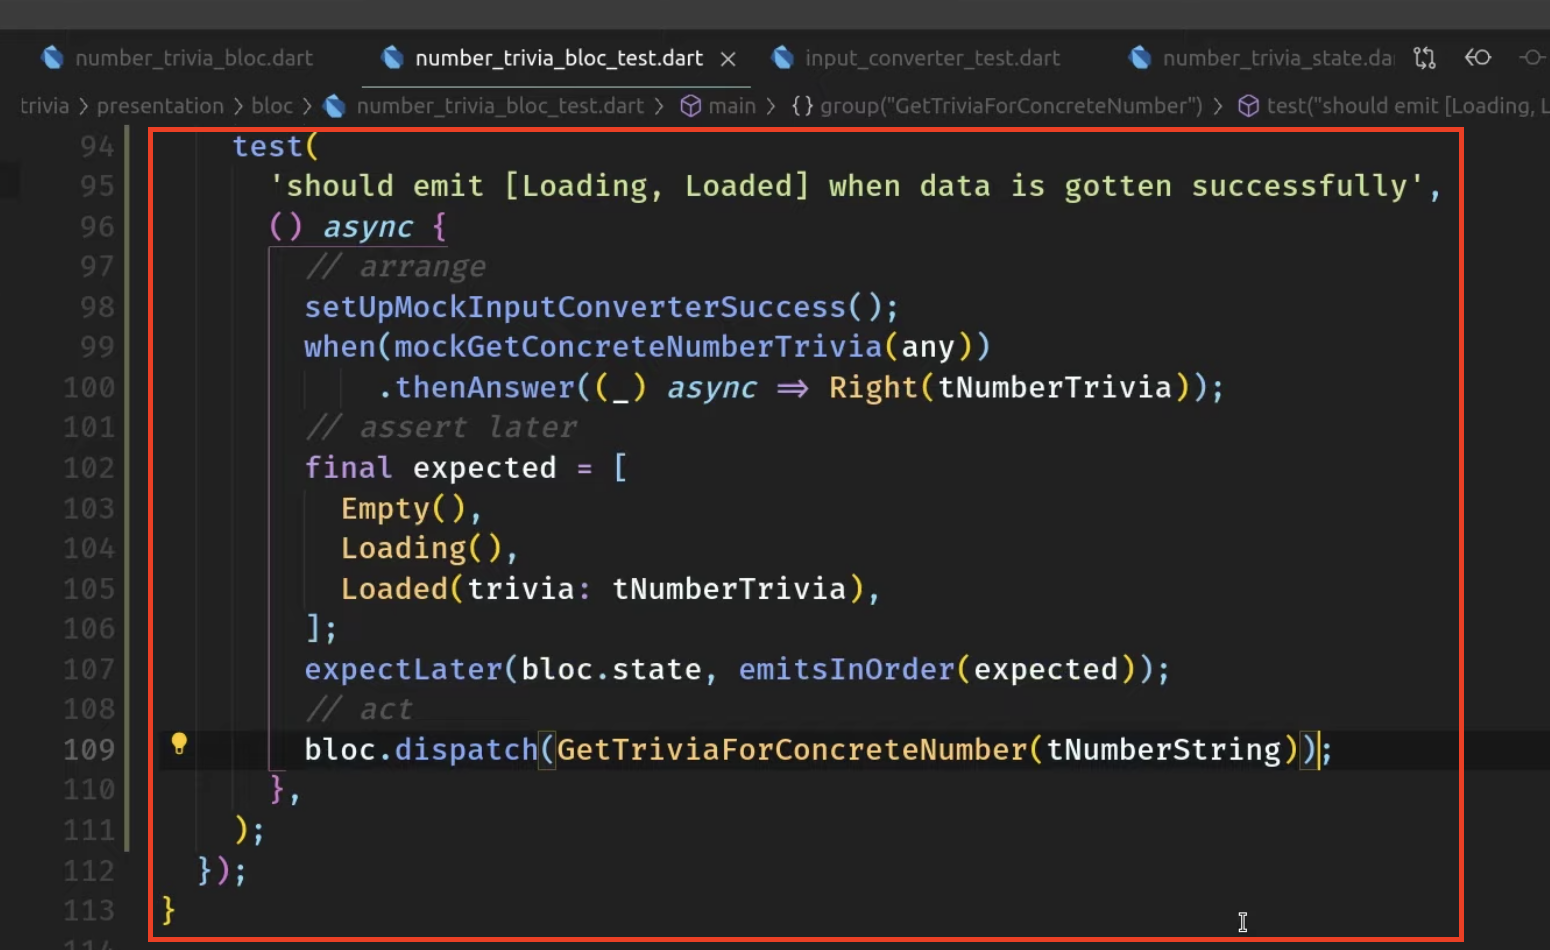 number_trivia_bloc.dart number_trivia_bloc_test.dart input_converter_test.dart number_trivia_state.da
trivia > presentation > bloc > number_trivia_bloc_test.dart > main > {} group("GetTriviaForConcreteNumber") > test("should emit [Loading, L
94 test(
95 'should emit [Loading, Loaded] when data is gotten successfully',
96 () async {
97 // arrange
98 setUpMockInputConverterSuccess();
99 when(mockGetConcreteNumberTrivia(any))
100 .thenAnswer((_) async => Right(tNumberTrivia));
101 // assert later
102 final expected = [
103 Empty(),
104 Loading(),
105 Loaded(trivia: tNumberTrivia),
106 ];
107 expectLater(bloc.state, emitsInOrder(expected));
108 // act
109 bloc.dispatch(GetTriviaForConcreteNumber(tNumberString));
110 },
111 );
112 });
113 }
114